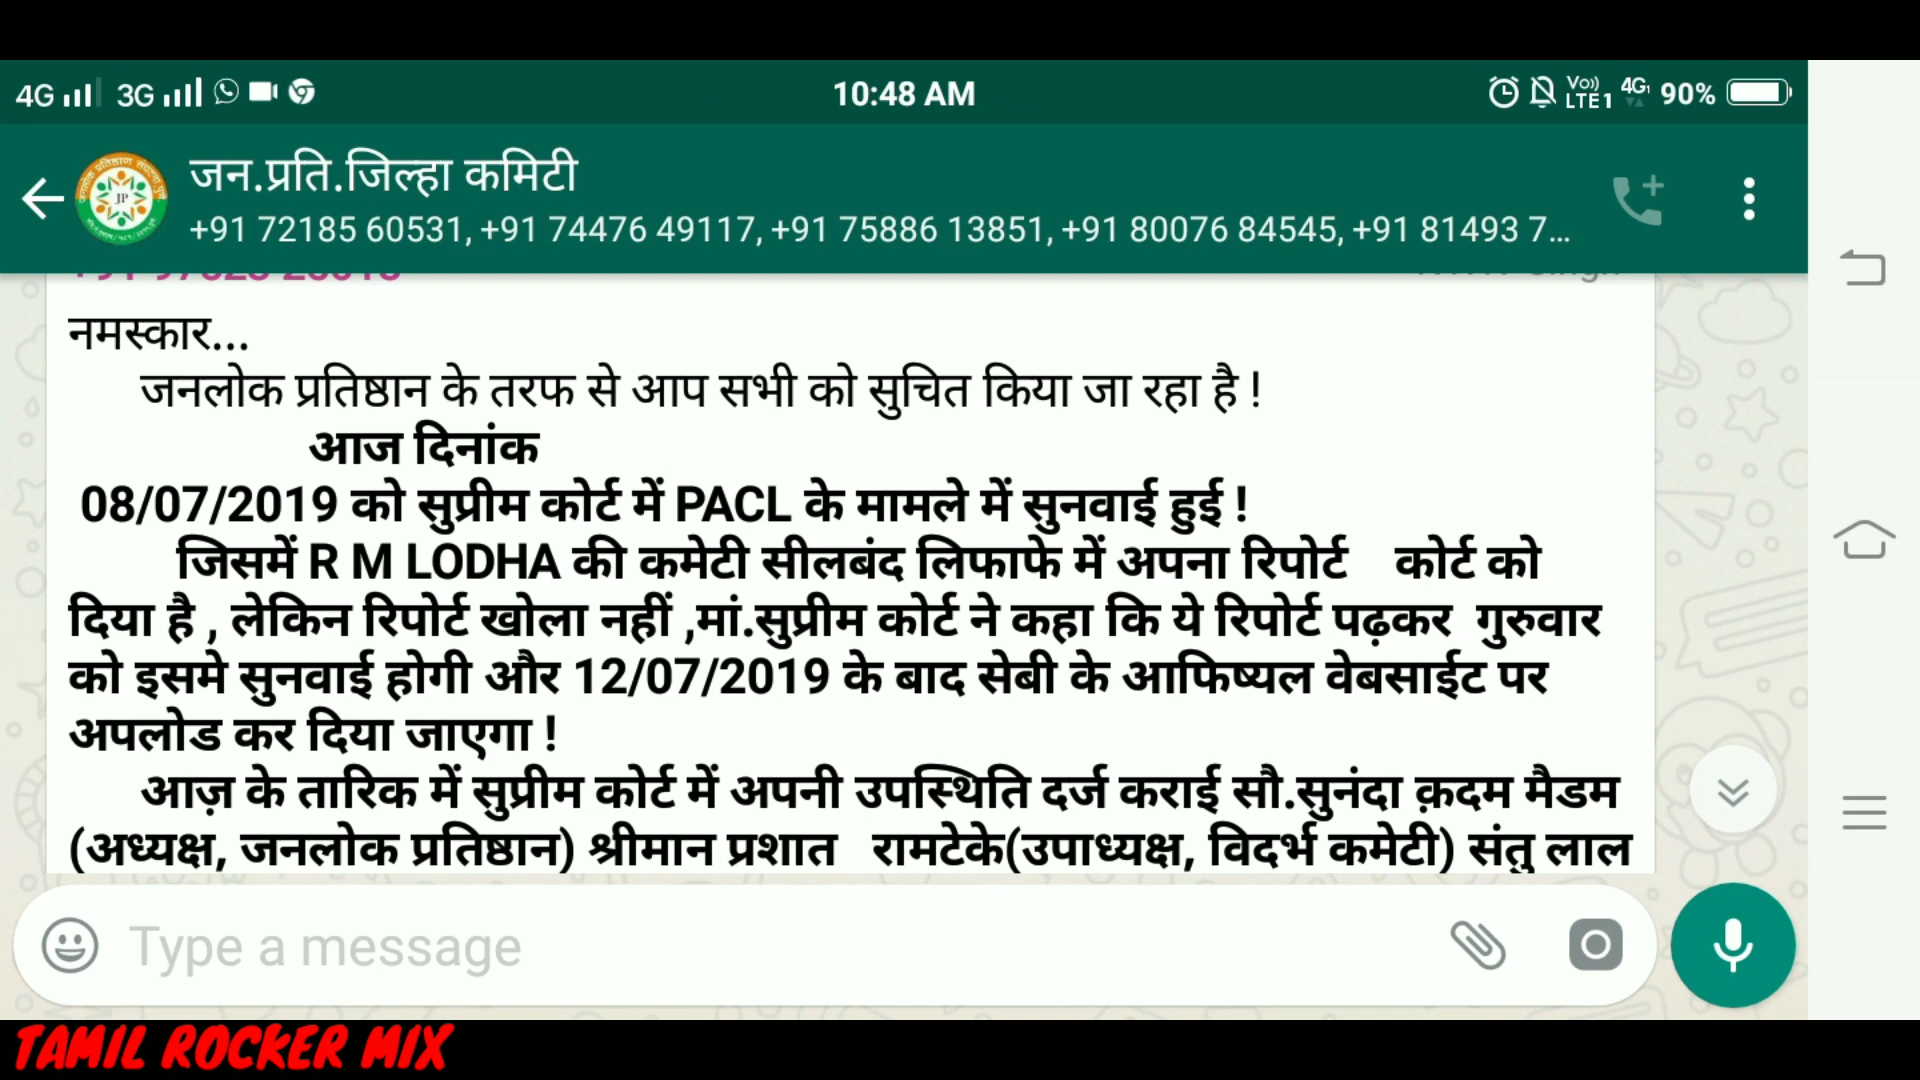 4G 3G 10:48 AM Vo)) LTE1 4G1 90%
जन.प्रति.जिल्हा कमिटी
+91 72185 60531, +91 74476 49117, +91 75886 13851, +91 80076 84545, +91 81493 7...
नमस्कार...
जनलोक प्रतिष्ठान के तरफ से आप सभी को सुचित किया जा रहा है !
आज दिनांक
08/07/2019 को सुप्रीम कोर्ट में PACL के मामले में सुनवाई हुई !
जिसमें R M LODHA की कमेटी सीलबंद लिफाफे में अपना रिपोर्ट कोर्ट को
दिया है , लेकिन रिपोर्ट खोला नहीं ,मां.सुप्रीम कोर्ट ने कहा कि ये रिपोर्ट पढ़कर गुरुवार
को इसमे सुनवाई होगी और 12/07/2019 के बाद सेबी के आफिष्यल वेबसाईट पर
अपलोड कर दिया जाएगा !
आज़ के तारिक में सुप्रीम कोर्ट में अपनी उपस्थिति दर्ज कराई सौ.सुनंदा क़दम मैडम
(अध्यक्ष, जनलोक प्रतिष्ठान) श्रीमान प्रशात रामटेके(उपाध्यक्ष, विदर्भ कमेटी) संतु लाल
Type a message
TAMIL ROCKER MIX